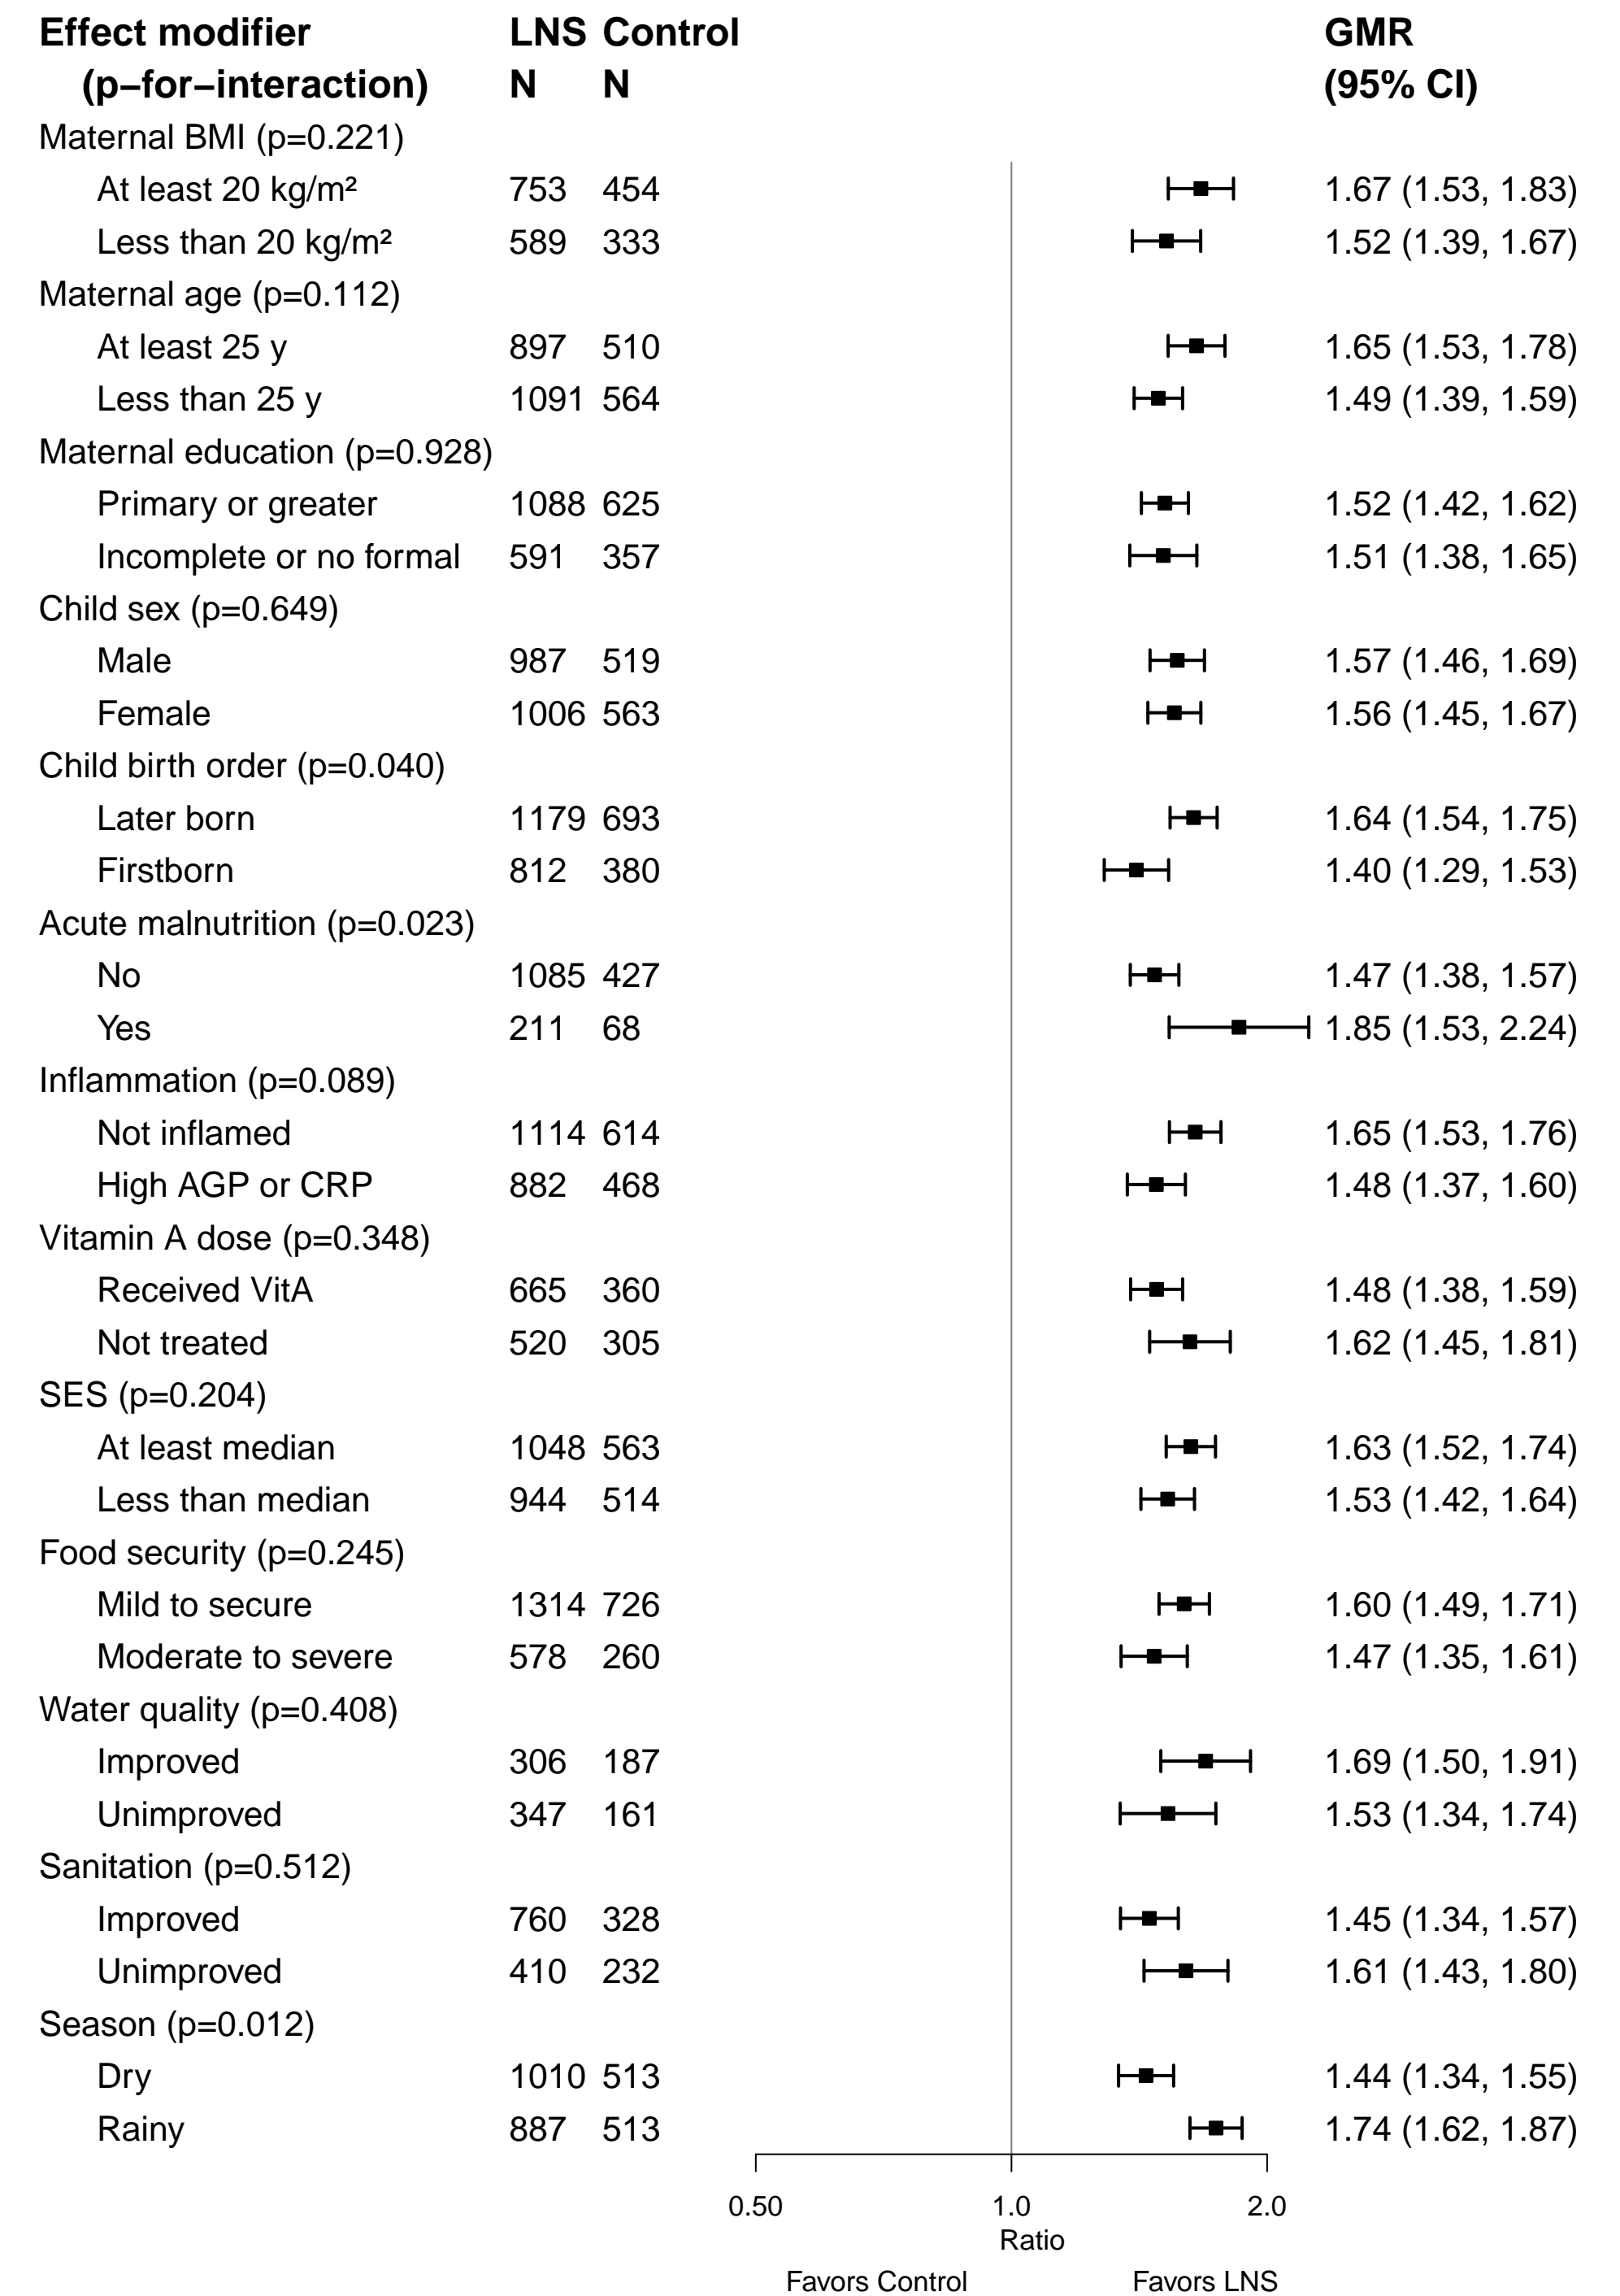 Effect modifier LNS Control GMR
(p–for–interaction) N N (95% CI)
Maternal BMI (p=0.221)
At least 20 kg/m² 753 454 1.67 (1.53, 1.83)
Less than 20 kg/m² 589 333 1.52 (1.39, 1.67)
Maternal age (p=0.112)
At least 25 y 897 510 1.65 (1.53, 1.78)
Less than 25 y 1091 564 1.49 (1.39, 1.59)
Maternal education (p=0.928)
Primary or greater 1088 625 1.52 (1.42, 1.62)
Incomplete or no formal 591 357 1.51 (1.38, 1.65)
Child sex (p=0.649)
Male 987 519 1.57 (1.46, 1.69)
Female 1006 563 1.56 (1.45, 1.67)
Child birth order (p=0.040)
Later born 1179 693 1.64 (1.54, 1.75)
Firstborn 812 380 1.40 (1.29, 1.53)
Acute malnutrition (p=0.023)
No 1085 427 1.47 (1.38, 1.57)
Yes 211 68 1.85 (1.53, 2.24)
Inflammation (p=0.089)
Not inflamed 1114 614 1.65 (1.53, 1.76)
High AGP or CRP 882 468 1.48 (1.37, 1.60)
Vitamin A dose (p=0.348)
Received VitA 665 360 1.48 (1.38, 1.59)
Not treated 520 305 1.62 (1.45, 1.81)
SES (p=0.204)
At least median 1048 563 1.63 (1.52, 1.74)
Less than median 944 514 1.53 (1.42, 1.64)
Food security (p=0.245)
Mild to secure 1314 726 1.60 (1.49, 1.71)
Moderate to severe 578 260 1.47 (1.35, 1.61)
Water quality (p=0.408)
Improved 306 187 1.69 (1.50, 1.91)
Unimproved 347 161 1.53 (1.34, 1.74)
Sanitation (p=0.512)
Improved 760 328 1.45 (1.34, 1.57)
Unimproved 410 232 1.61 (1.43, 1.80)
Season (p=0.012)
Dry 1010 513 1.44 (1.34, 1.55)
Rainy 887 513 1.74 (1.62, 1.87)
0.50 1.0 2.0
Ratio
Favors Control Favors LNS